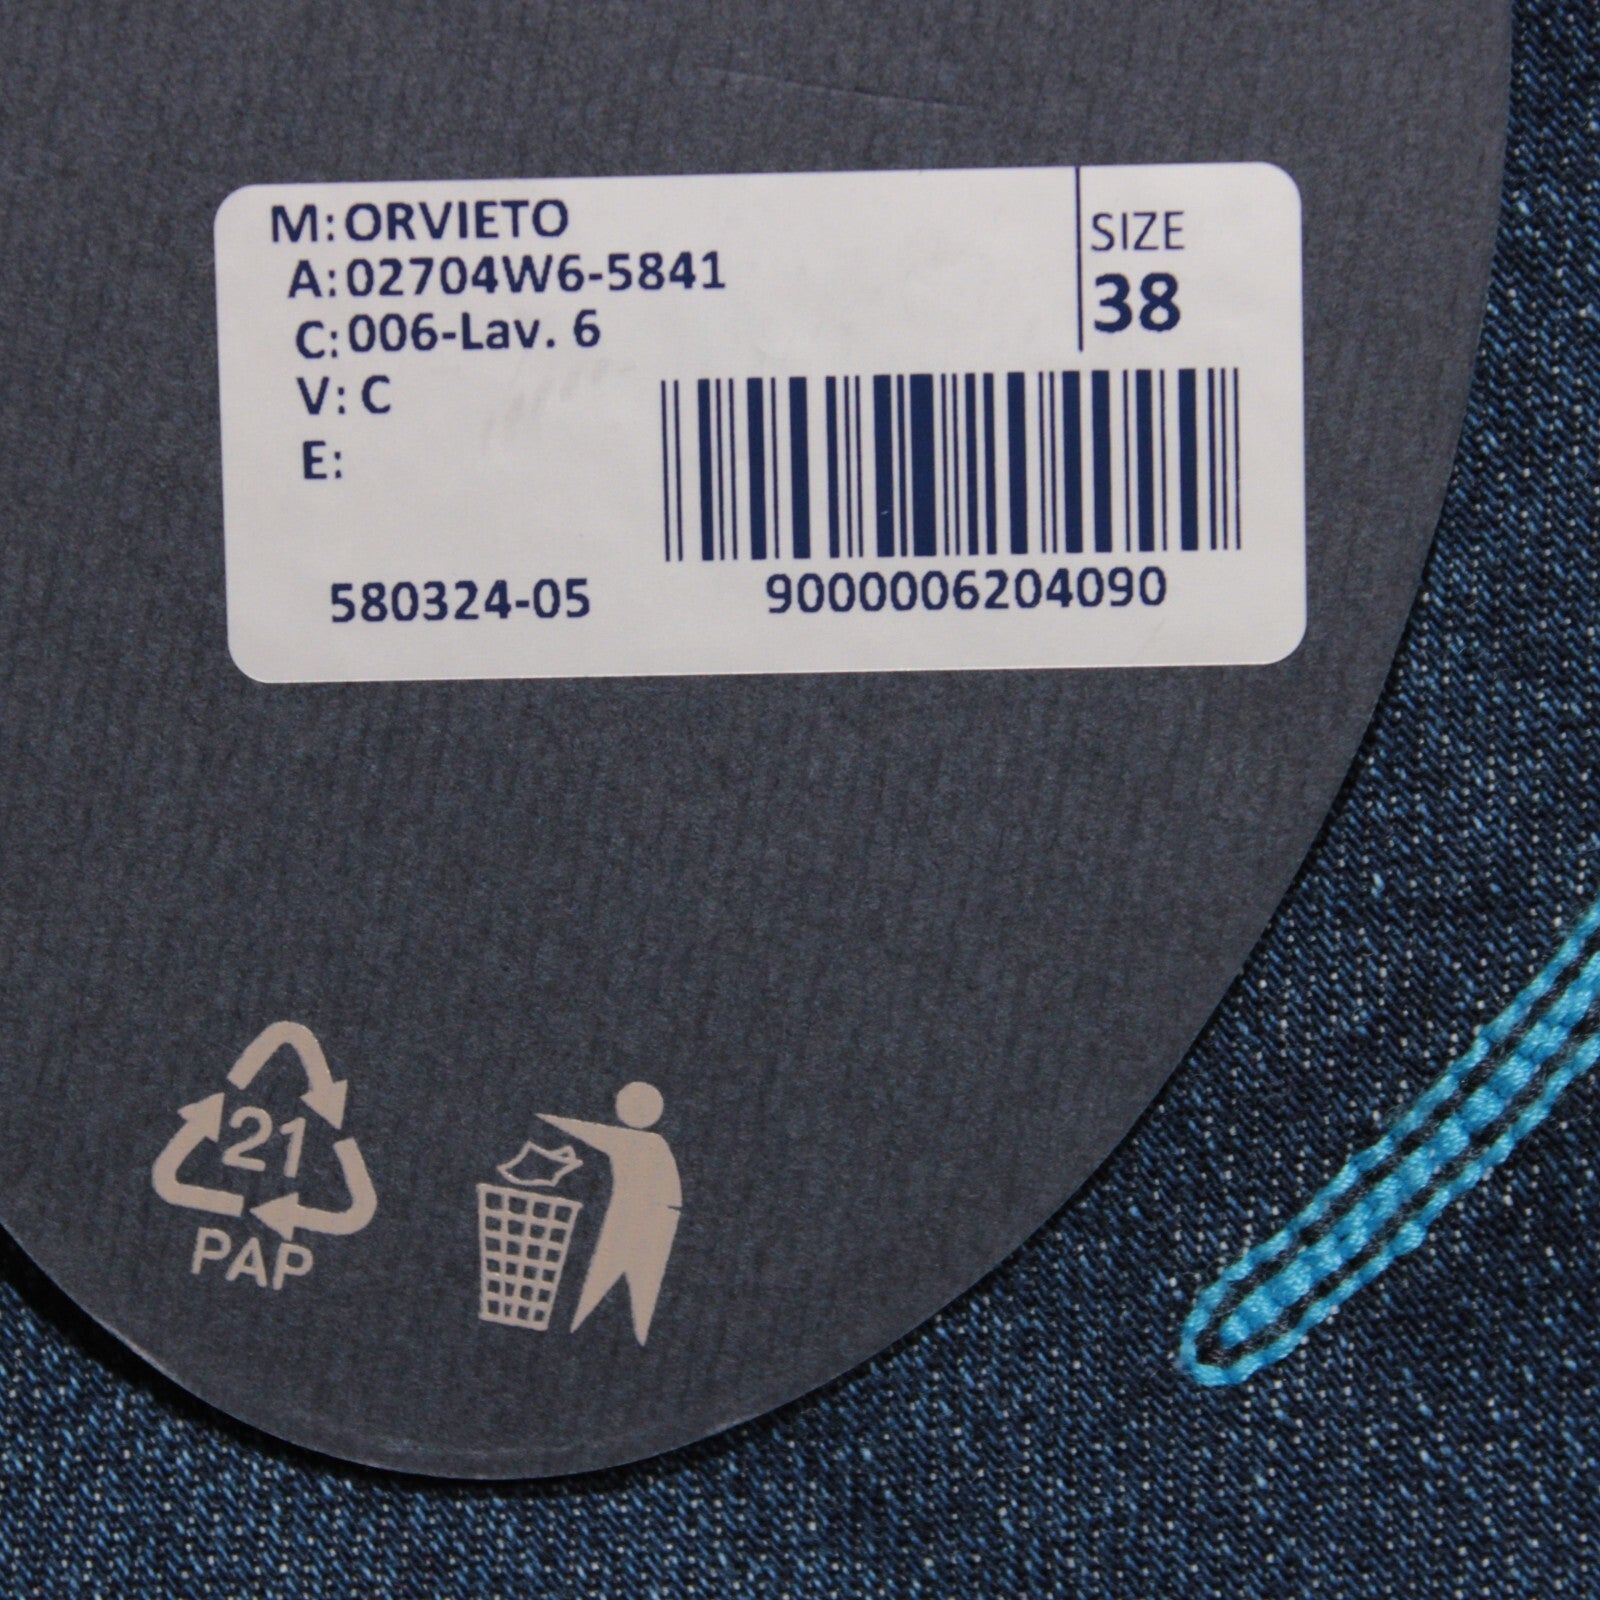 M: ORVIETO
A: 02704W6-5841
C: 006-Lav. 6
V: C
E:
SIZE
38
580324-05
9000006204090
21
PAP